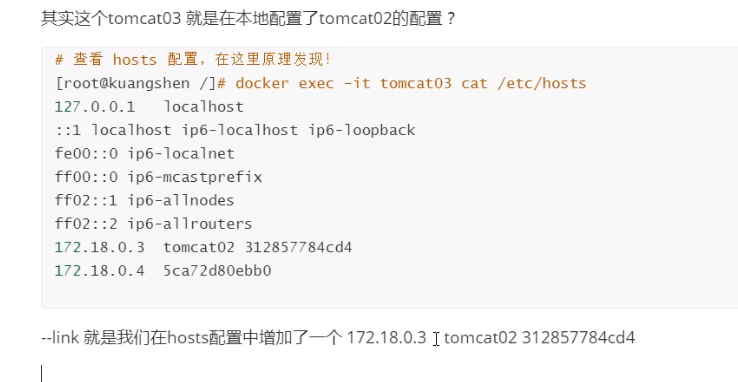 其实这个tomcat03 就是在本地配置了tomcat02的配置？
# 查看 hosts 配置，在这里原理发现！
[root@kuangshen /]# docker exec -it tomcat03 cat /etc/hosts
127.0.0.1   localhost
::1 localhost ip6-localhost ip6-loopback
fe00::0 ip6-localnet
ff00::0 ip6-mcastprefix
ff02::1 ip6-allnodes
ff02::2 ip6-allrouters
172.18.0.3  tomcat02 312857784cd4
172.18.0.4  5ca72d80ebb0
--link 就是我们在hosts配置中增加了一个 172.18.0.3  tomcat02 312857784cd4